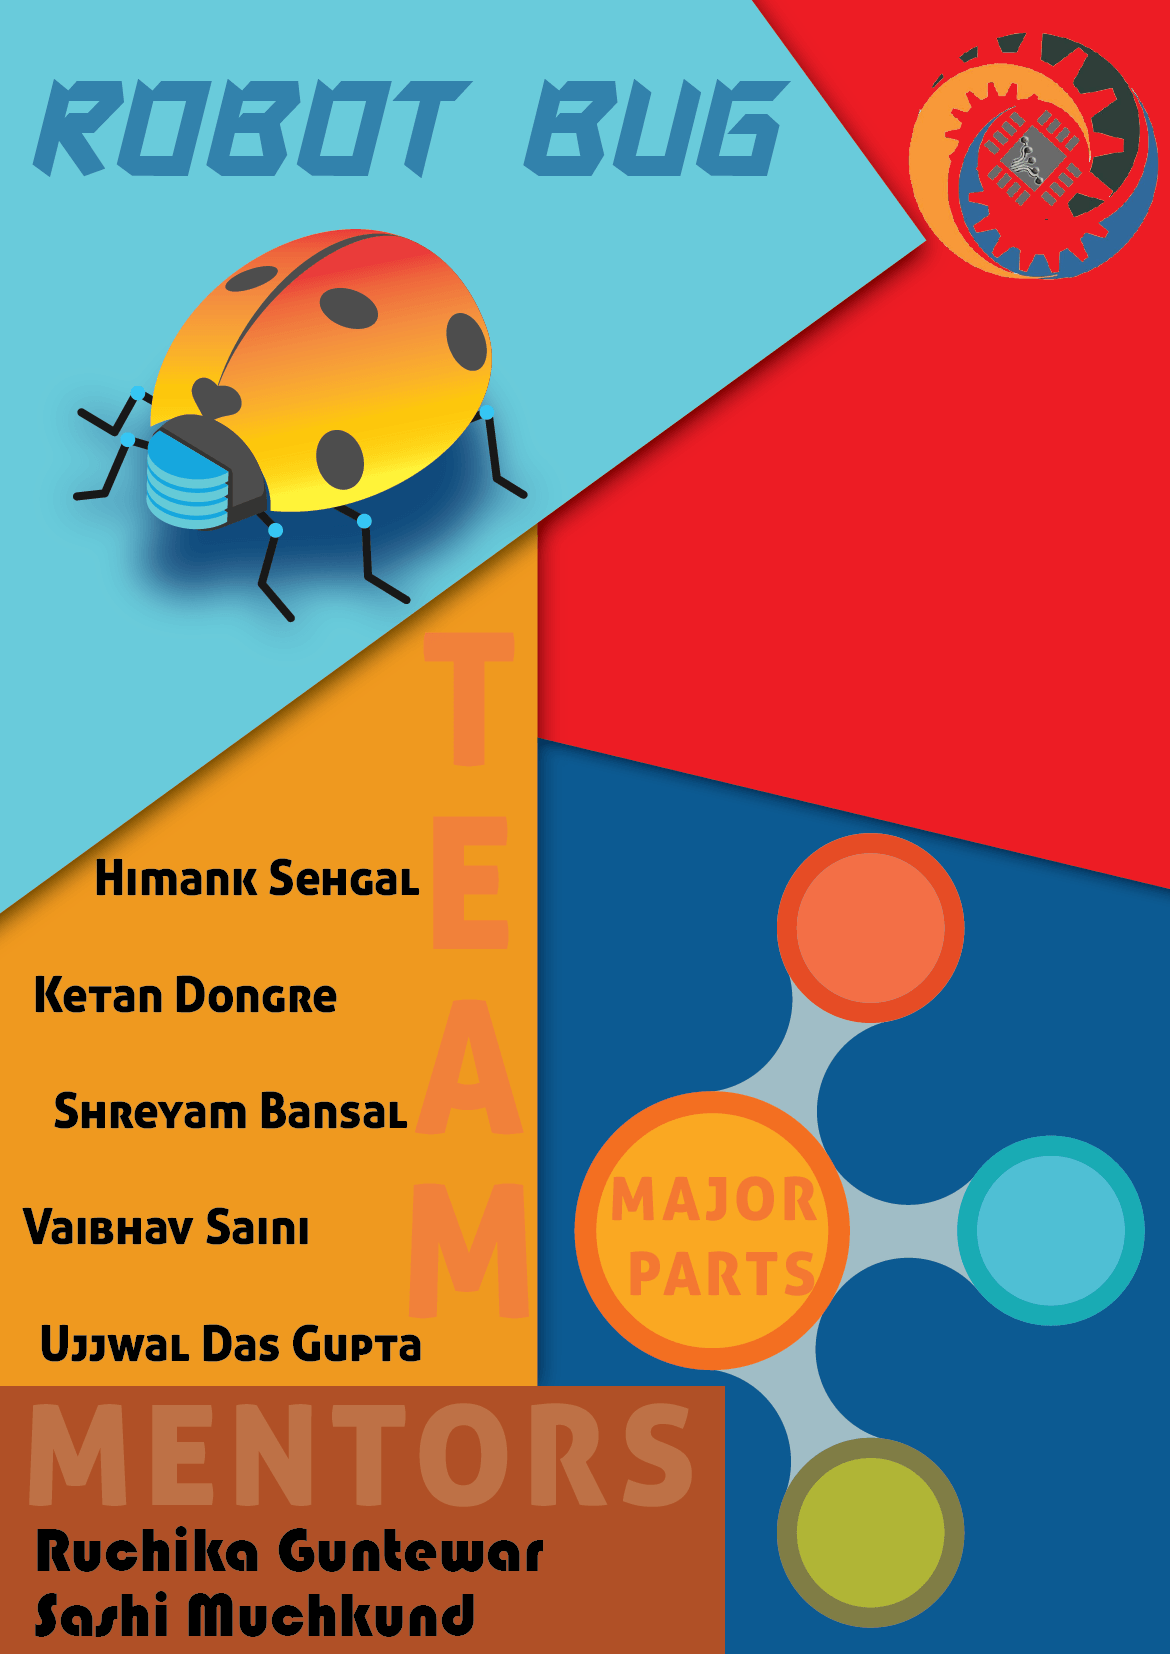 ROBOT BUG
TEAM
Himank Sehgal
Ketan Dongre
Shreyam Bansal
Vaibhav Saini
Ujjwal Das Gupta
MAJOR
PARTS
MENTORS
Ruchika Guntewar
Sashi Muchkund